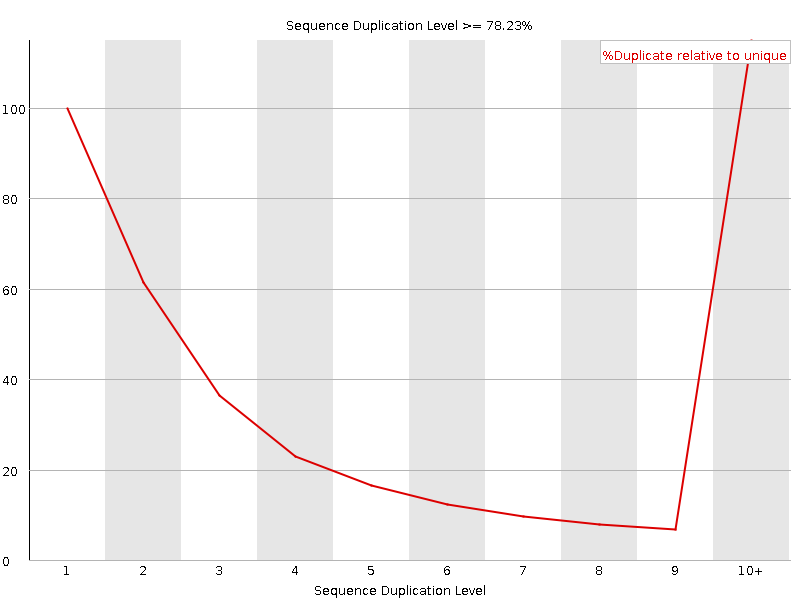 Sequence Duplication Level >= 78.23%
%Duplicate relative to unique
100
80
60
40
20
0
1 2 3 4 5 6 7 8 9 10+
Sequence Duplication Level